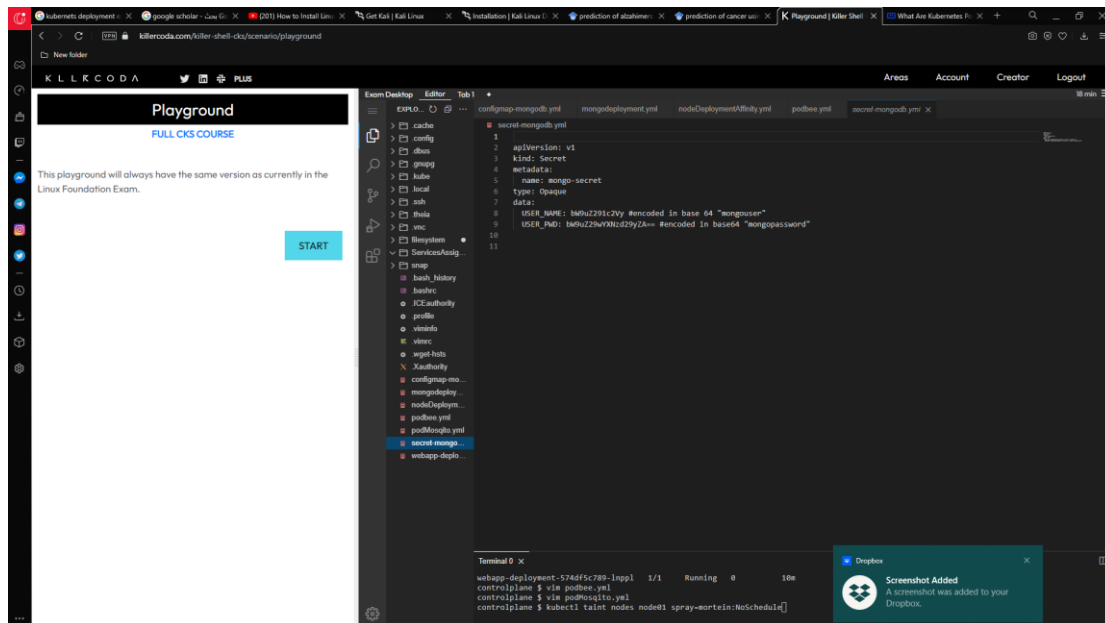 kubernets deployment e
google scholar -
(201) How to Install Linu
Get Kali | Kali Linux
Installation | Kali Linux D
prediction of alzahimerc
prediction of cancer usin
Playground | Killer Shell
What Are Kubernetes Po
VPN
killercoda.com/killer-shell-cks/scenario/playground
New folder
KLLRCODA
PLUS
Areas
Account
Creator
Logout
Playground
FULL CKS COURSE
This playground will always have the same version as currently in the
Linux Foundation Exam.
START
Exam Desktop Editor Tab 1 +
18 min
EXPLO...
.cache
.config
.dbus
.gnupg
.kube
.local
.ssh
.theia
.vnc
filesystem
ServicesAssig...
snap
.bash_history
.bashrc
.ICEauthority
.profile
.viminfo
.vimrc
.wget-hsts
.Xauthority
configmap-mo...
mongodeploy...
nodeDeploym...
podbee.yml
podMosqito.yml
secret-mongo...
webapp-deplo...
configmap-mongodb.yml
mongodeployment.yml
nodeDeploymentAffinity.yml
podbee.yml
secret-mongodb.yml
secret-mongodb.yml
1
2 apiVersion: v1
3 kind: Secret
4 metadata:
5 name: mongo-secret
6 type: Opaque
7 data:
8 USER_NAME: bW9uZ291c2Vy #encoded in base 64 "mongouser"
9 USER_PWD: bW9uZ29wYXNzd29yZA== #encoded in base64 "mongopassword"
10
11
Terminal 0
webapp-deployment-574df5c789-lnppl 1/1 Running 0 10m
controlplane $ vim podbee.yml
controlplane $ vim podMosqito.yml
controlplane $ kubectl taint nodes node01 spray-mortein:NoSchedule
Dropbox
Screenshot Added
A screenshot was added to your
Dropbox.